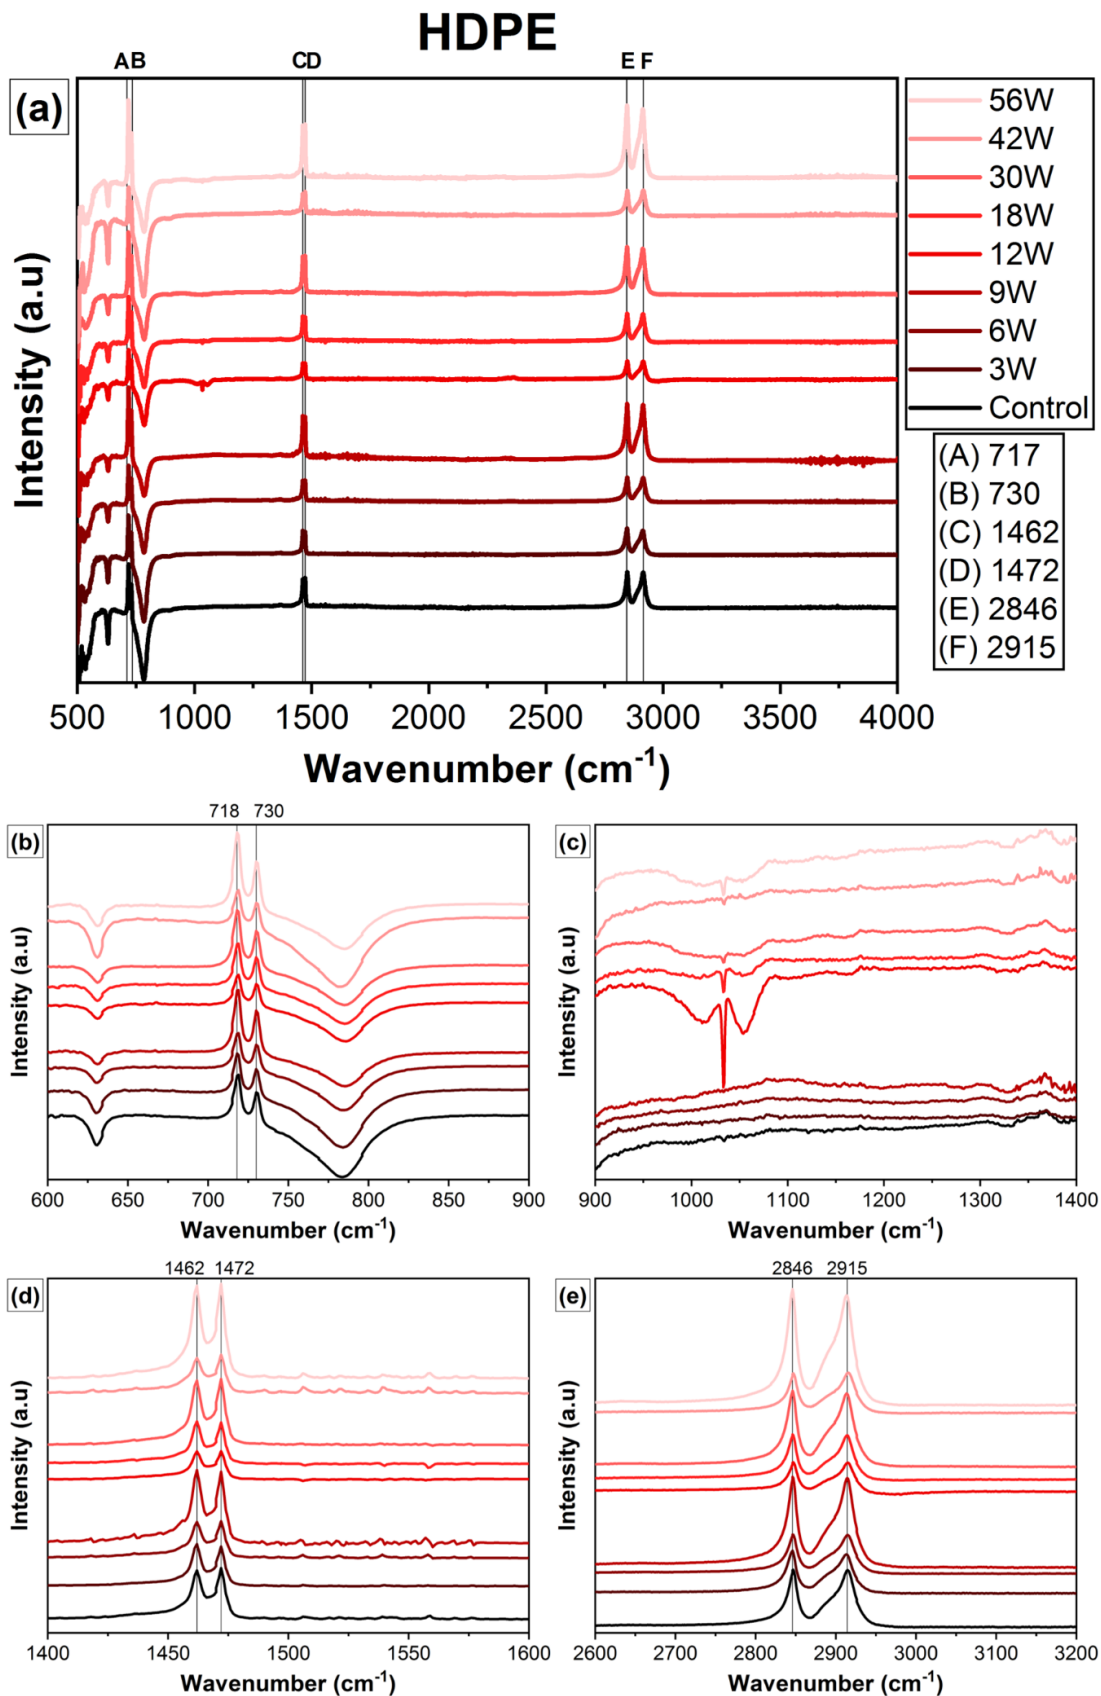 HDPE
A B CD E F
(a)
Intensity (a.u)
500 1000 1500 2000 2500 3000 3500 4000
Wavenumber (cm-1)
56W
42W
30W
18W
12W
9W
6W
3W
Control
(A) 717
(B) 730
(C) 1462
(D) 1472
(E) 2846
(F) 2915
(b)
718 730
Intensity (a.u)
600 650 700 750 800 850 900
Wavenumber (cm-1)
(c)
Intensity (a.u)
900 1000 1100 1200 1300 1400
Wavenumber (cm-1)
(d)
1462 1472
Intensity (a.u)
1400 1450 1500 1550 1600
Wavenumber (cm-1)
(e)
2846 2915
Intensity (a.u)
2600 2700 2800 2900 3000 3100 3200
Wavenumber (cm-1)